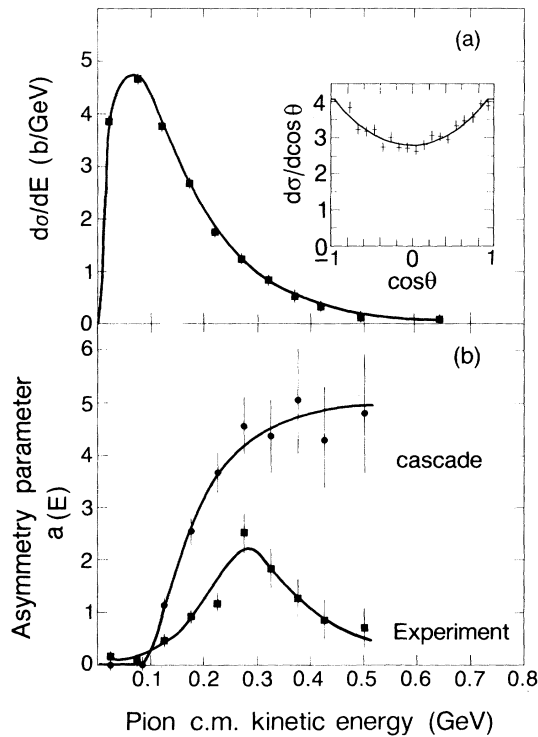 (a)
dσ/dE (b/GeV)
5
4
3
2
1
0
dσ/dcosθ
4
3
2
1
0
−1 0 1
cosθ
(b)
Asymmetry parameter
a(E)
6
5
4
3
2
1
0
cascade
Experiment
0.1 0.2 0.3 0.4 0.5 0.6 0.7 0.8
Pion c.m. kinetic energy (GeV)